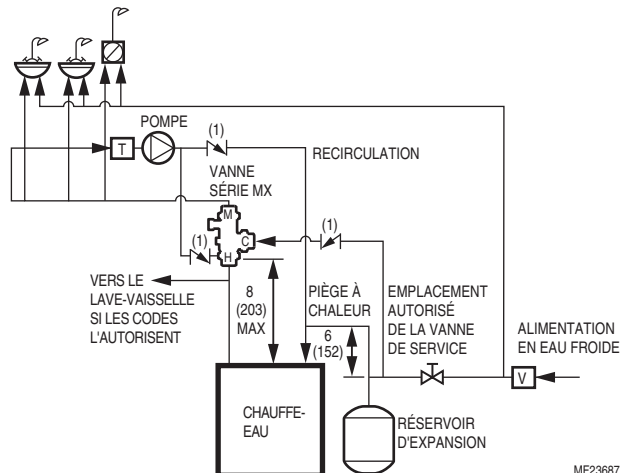 POMPE
(1)
T
RECIRCULATION
VANNE
SÉRIE MX
M
(1)
C
(1)
H
VERS LE
LAVE-VAISSELLE
SI LES CODES
L'AUTORISENT
8
(203)
MAX
PIÈGE À
CHALEUR
6
(152)
EMPLACEMENT
AUTORISÉ
DE LA VANNE
DE SERVICE
ALIMENTATION
EN EAU FROIDE
V
CHAUFFE-
EAU
RÉSERVOIR
D'EXPANSION
MF23687